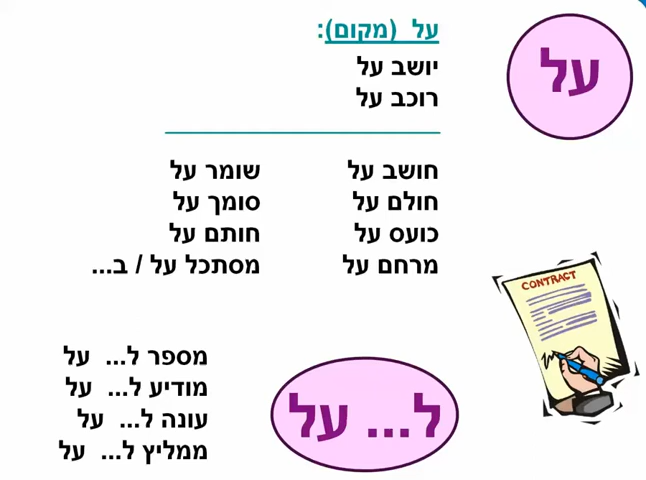 על
על (מקום):
יושב על
רוכב על
חושב על
חולם על
כועס על
מרחם על
שומר על
סומך על
חותם על
מסתכל על / ב...
CONTRACT
ל... על
מספר ל... על
מודיע ל... על
עונה ל... על
ממליץ ל... על